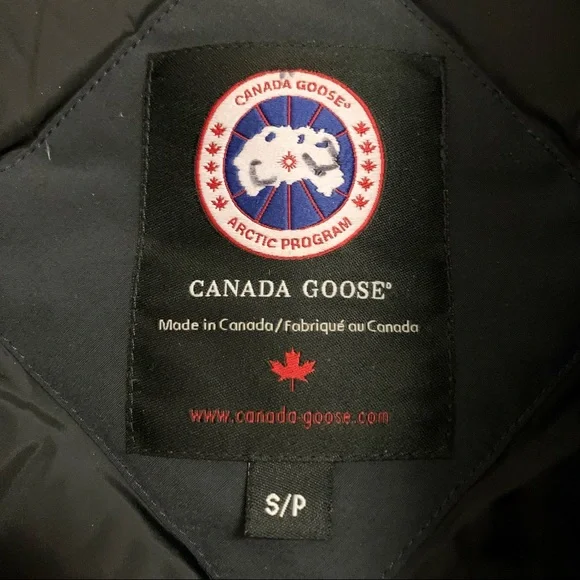 CANADA GOOSE®
ARCTIC PROGRAM
CANADA GOOSE®
Made in Canada/Fabriqué au Canada
www.canada-goose.com
S/P